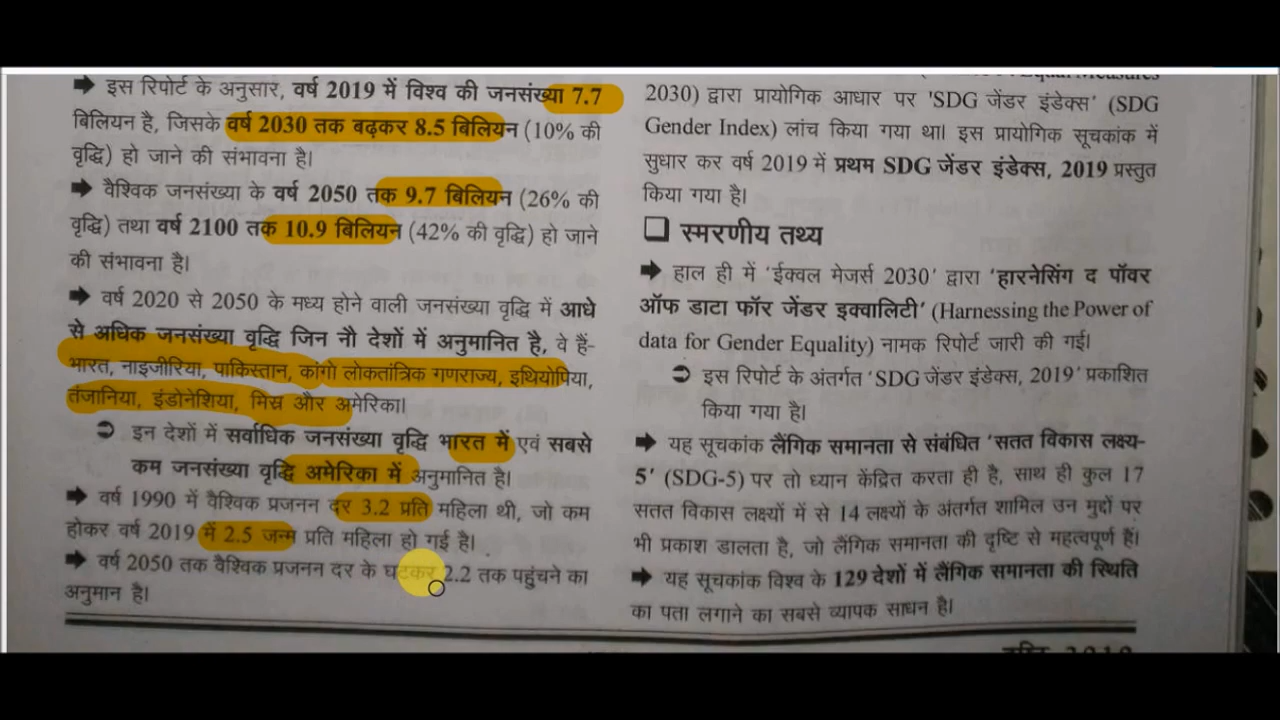 ➡ इस रिपोर्ट के अनुसार, वर्ष 2019 में विश्व की जनसंख्या 7.7
बिलियन है, जिसके वर्ष 2030 तक बढ़कर 8.5 बिलियन (10% की
वृद्धि) हो जाने की संभावना है।
➡ वैश्विक जनसंख्या के वर्ष 2050 तक 9.7 बिलियन (26% की
वृद्धि) तथा वर्ष 2100 तक 10.9 बिलियन (42% की वृद्धि) हो जाने
की संभावना है।
➡ वर्ष 2020 से 2050 के मध्य होने वाली जनसंख्या वृद्धि में आधे
से अधिक जनसंख्या वृद्धि जिन नौ देशों में अनुमानित है, वे हैं-
भारत, नाइजीरिया, पाकिस्तान, कांगो लोकतांत्रिक गणराज्य, इथियोपिया,
तंजानिया, इंडोनेशिया, मिस्र और अमेरिका।
➲ इन देशों में सर्वाधिक जनसंख्या वृद्धि भारत में एवं सबसे
कम जनसंख्या वृद्धि अमेरिका में अनुमानित है।
➡ वर्ष 1990 में वैश्विक प्रजनन दर 3.2 प्रति महिला थी, जो कम
होकर वर्ष 2019 में 2.5 जन्म प्रति महिला हो गई है।
➡ वर्ष 2050 तक वैश्विक प्रजनन दर के घटकर 2.2 तक पहुंचने का
अनुमान है।
Equal Measures
2030) द्वारा प्रायोगिक आधार पर 'SDG जेंडर इंडेक्स' (SDG
Gender Index) लांच किया गया था। इस प्रायोगिक सूचकांक में
सुधार कर वर्ष 2019 में प्रथम SDG जेंडर इंडेक्स, 2019 प्रस्तुत
किया गया है।
❑ स्मरणीय तथ्य
➡ हाल ही में 'ईक्वल मेजर्स 2030' द्वारा 'हारनेसिंग द पॉवर
ऑफ डाटा फॉर जेंडर इक्वालिटी' (Harnessing the Power of
data for Gender Equality) नामक रिपोर्ट जारी की गई।
➲ इस रिपोर्ट के अंतर्गत 'SDG जेंडर इंडेक्स, 2019' प्रकाशित
किया गया है।
➡ यह सूचकांक लैंगिक समानता से संबंधित 'सतत विकास लक्ष्य-
5' (SDG-5) पर तो ध्यान केंद्रित करता ही है, साथ ही कुल 17
सतत विकास लक्ष्यों में से 14 लक्ष्यों के अंतर्गत शामिल उन मुद्दों पर
भी प्रकाश डालता है, जो लैंगिक समानता की दृष्टि से महत्वपूर्ण हैं।
➡ यह सूचकांक विश्व के 129 देशों में लैंगिक समानता की स्थिति
का पता लगाने का सबसे व्यापक साधन है।